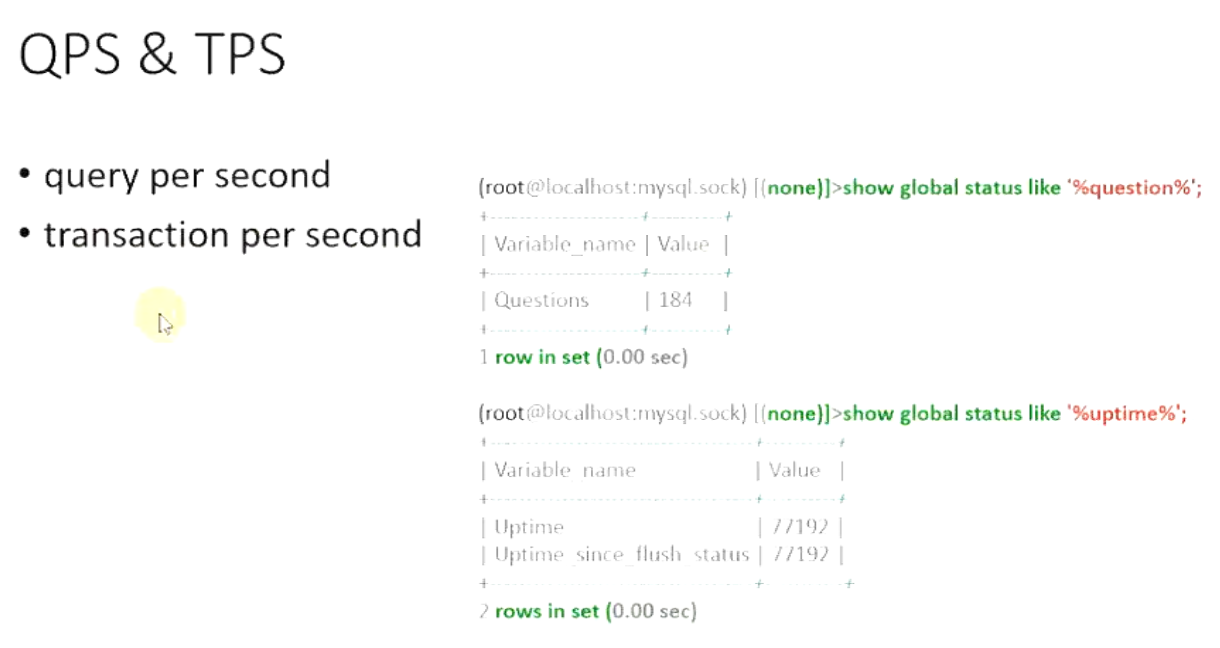 QPS & TPS
• query per second
• transaction per second
(root@localhost:mysql.sock) [(none)]>show global status like '%question%';
+---------------+-------+
| Variable_name | Value |
+---------------+-------+
| Questions | 184 |
+---------------+-------+
1 row in set (0.00 sec)
(root@localhost:mysql.sock) [(none)]>show global status like '%uptime%';
+---------------------------+-------+
| Variable_name | Value |
+---------------------------+-------+
| Uptime | 77192 |
| Uptime_since_flush_status | 77192 |
+---------------------------+-------+
2 rows in set (0.00 sec)